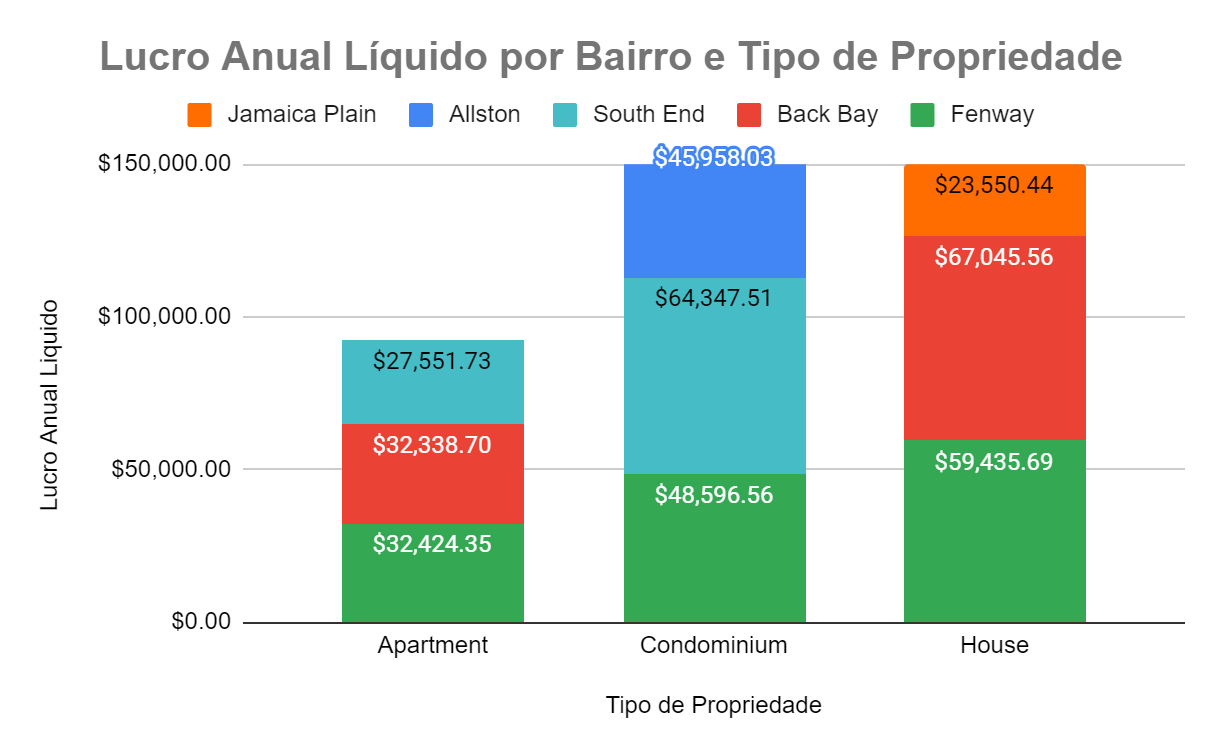 Lucro Anual Líquido por Bairro e Tipo de Propriedade
Jamaica Plain Allston South End Back Bay Fenway
$150,000.00
$100,000.00
$50,000.00
$0.00
Lucro Anual Liquido
$27,551.73
$32,338.70
$32,424.35
$45,958.03
$64,347.51
$48,596.56
$23,550.44
$67,045.56
$59,435.69
Apartment Condominium House
Tipo de Propriedade